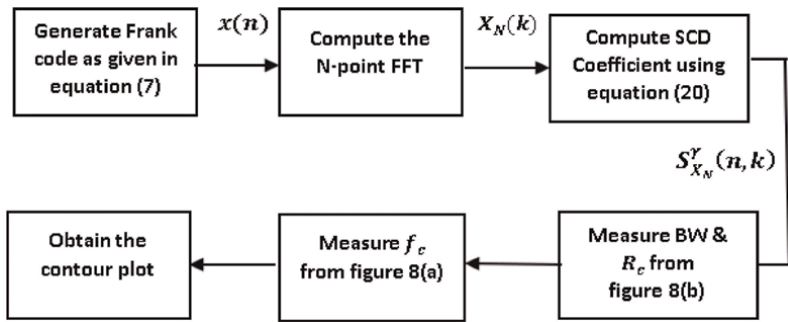 Generate Frank
code as given in
equation (7)
x(n)
Compute the
N-point FFT
X_N(k)
Compute SCD
Coefficient using
equation (20)
S^γ_{X_N}(n, k)
Measure BW &
R_c from
figure 8(b)
Measure f_c
from figure 8(a)
Obtain the
contour plot